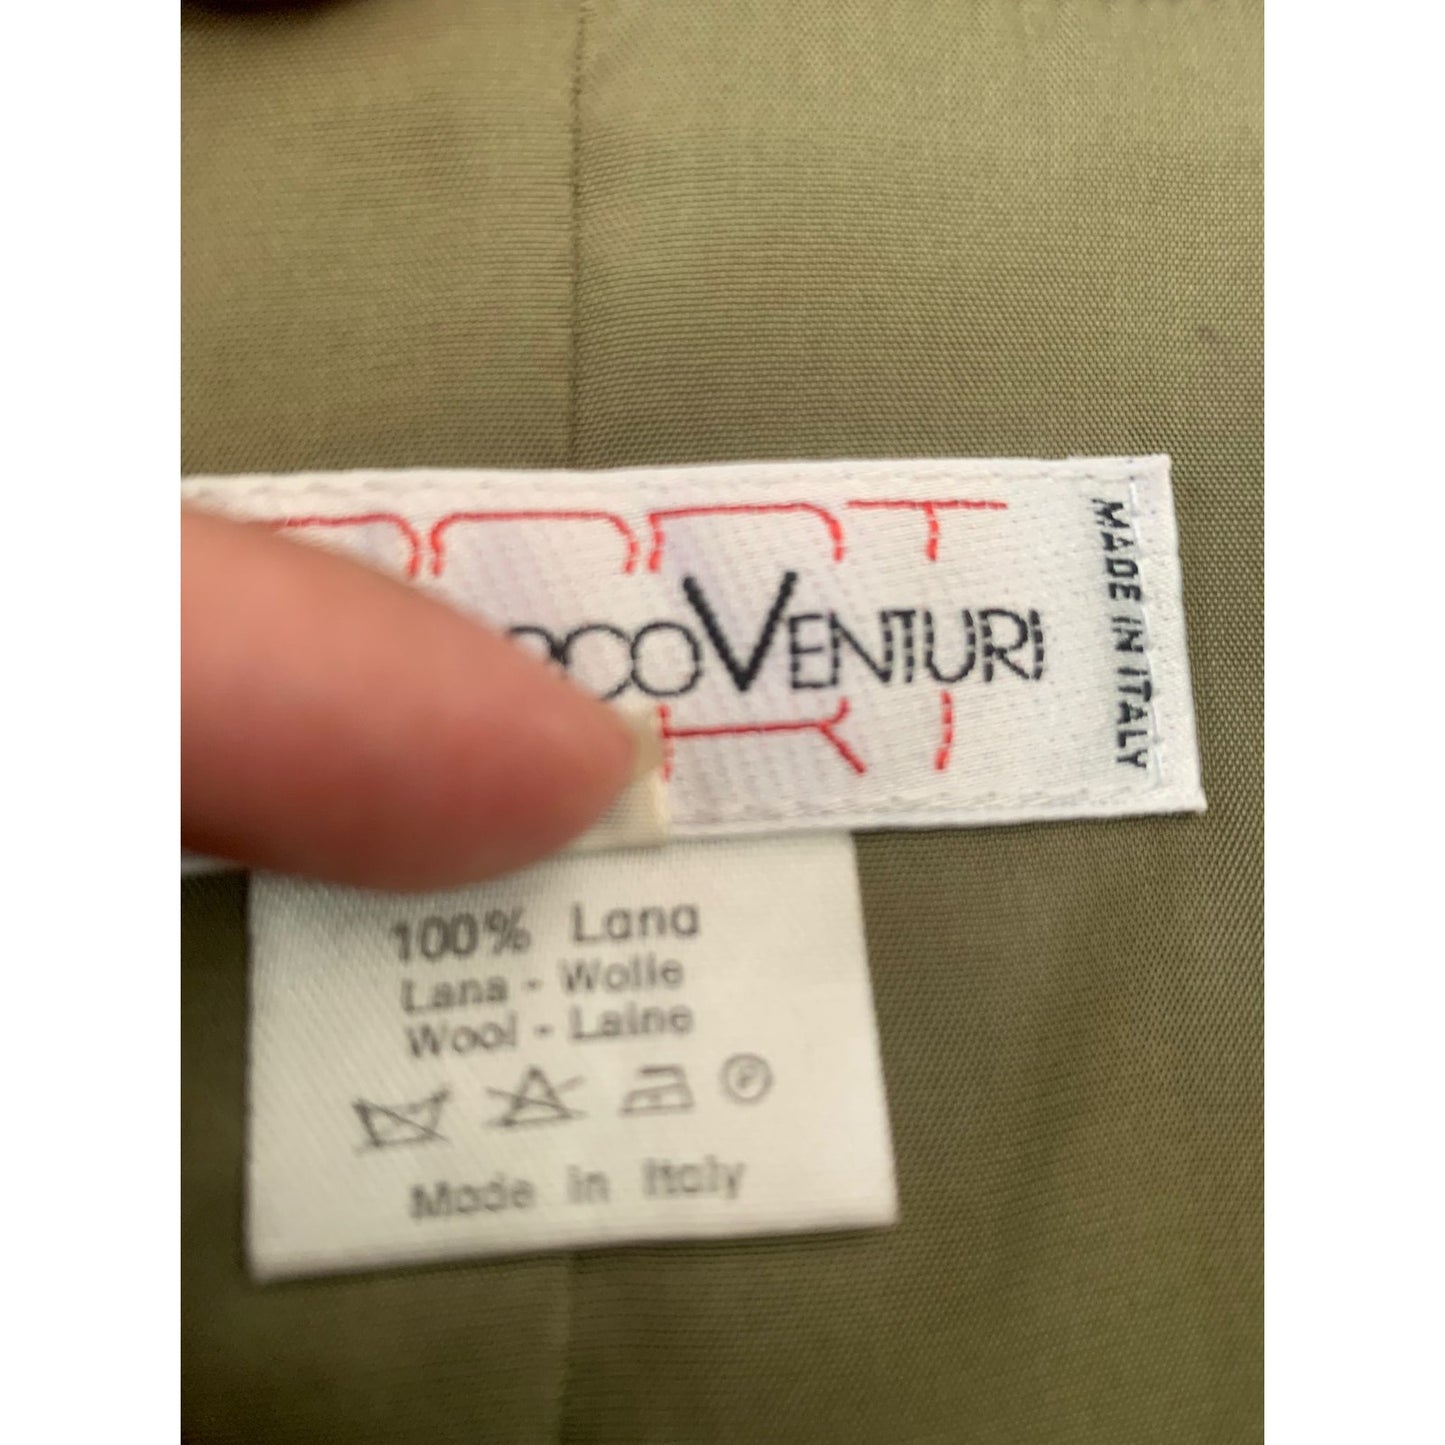 VENTURI
MADE IN ITALY
100% Lana
Lana - Wolle
Wool - Laine
P
Made in Italy